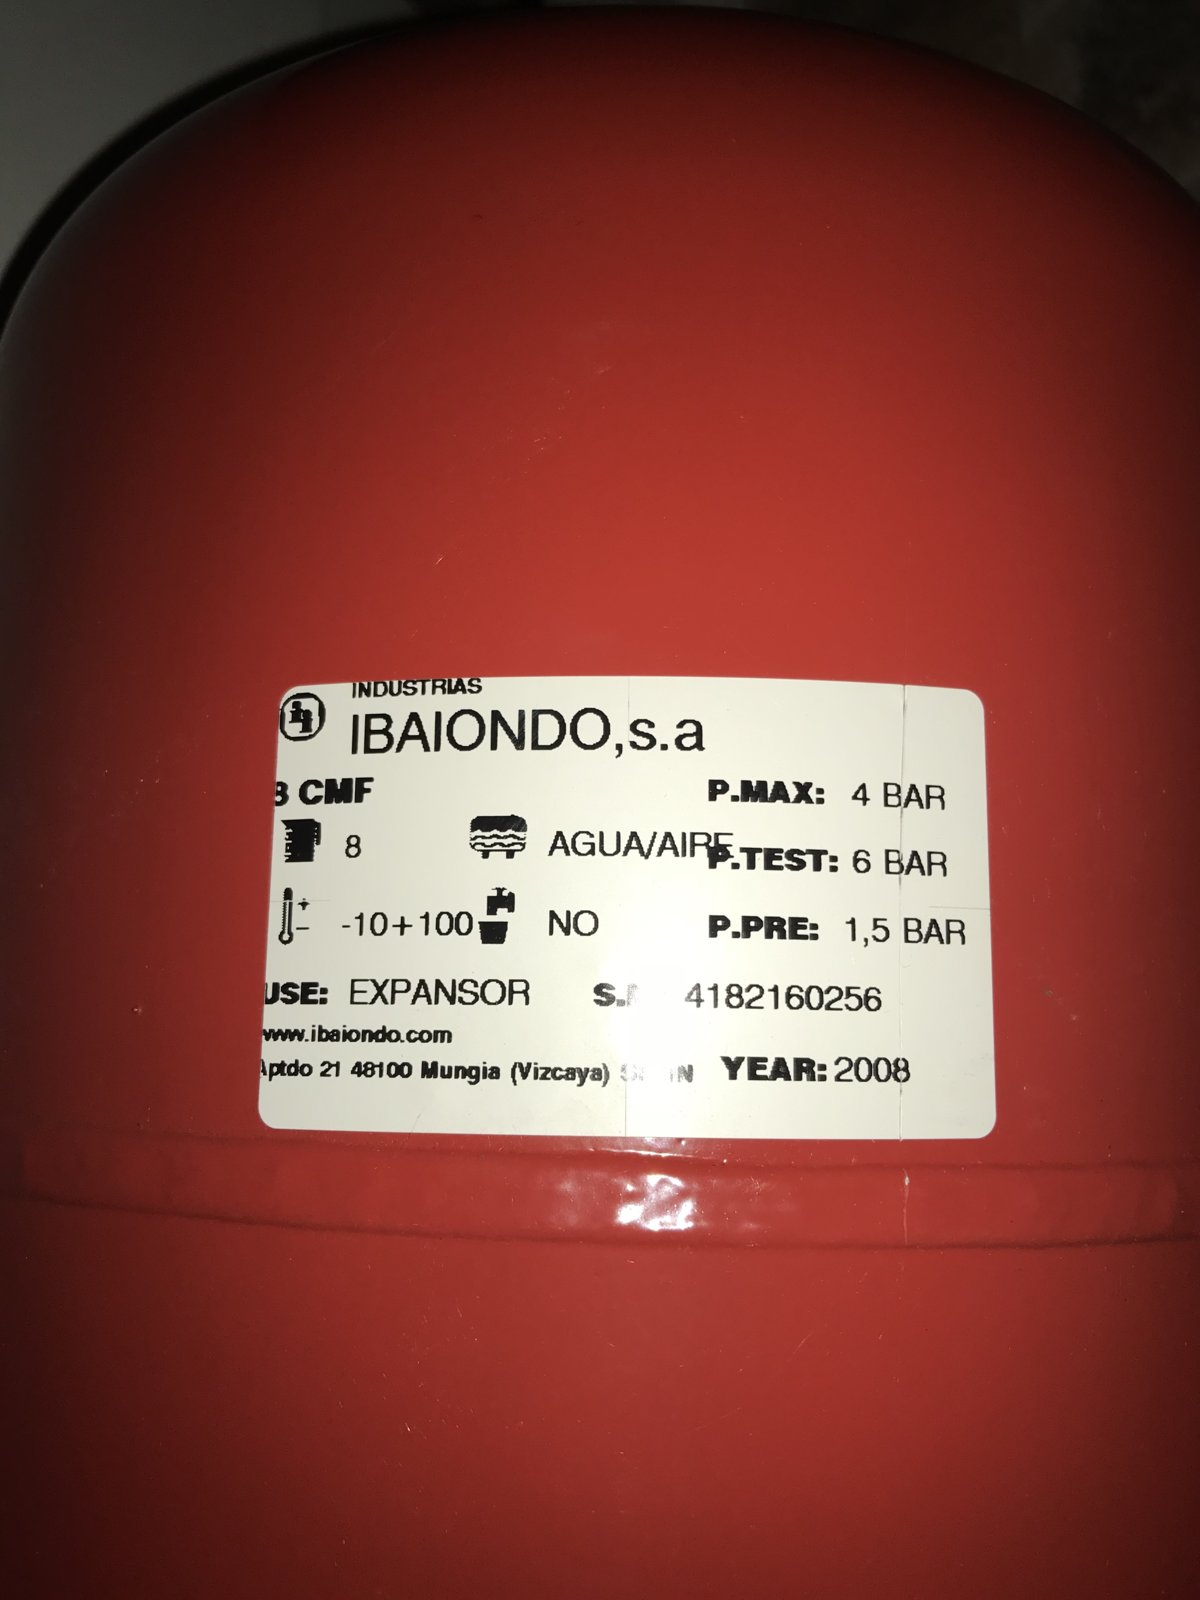 INDUSTRIAS
IBAIONDO,s.a
8 CMF
P.MAX: 4 BAR
8
AGUA/AIRE
P.TEST: 6 BAR
-10+100
NO
P.PRE: 1,5 BAR
USE: EXPANSOR
4182160256
www.ibaiondo.com
Aptdo 21 48100 Mungia (Vizcaya)
YEAR: 2008